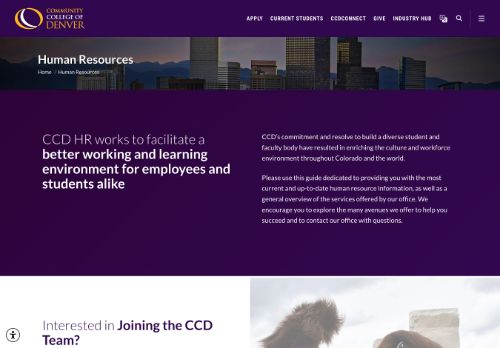 COMMUNITY
COLLEGE OF
DENVER
APPLY CURRENT STUDENTS CCDCONNECT GIVE INDUSTRY HUB
Human Resources
Home / Human Resources
CCD HR works to facilitate a
better working and learning
environment for employees and
students alike
CCD's commitment and resolve to build a diverse student and
faculty body have resulted in enriching the culture and workforce
environment throughout Colorado and the world.
Please use this guide dedicated to providing you with the most
current and up-to-date human resource information, as well as a
general overview of the services offered by our office. We
encourage you to explore the many avenues we offer to help you
succeed and to contact our office with questions.
Interested in Joining the CCD
Team?